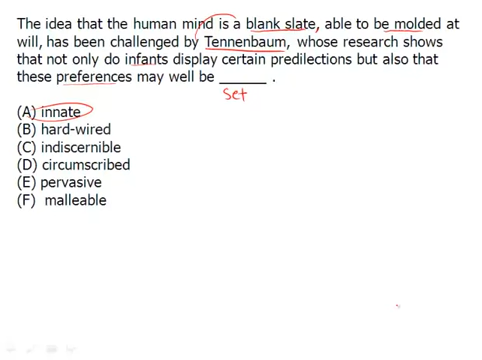 The idea that the human mind is a blank slate, able to be molded at
will, has been challenged by Tennenbaum, whose research shows
that not only do infants display certain predilections but also that
these preferences may well be ______ .
set
(A) innate
(B) hard-wired
(C) indiscernible
(D) circumscribed
(E) pervasive
(F) malleable